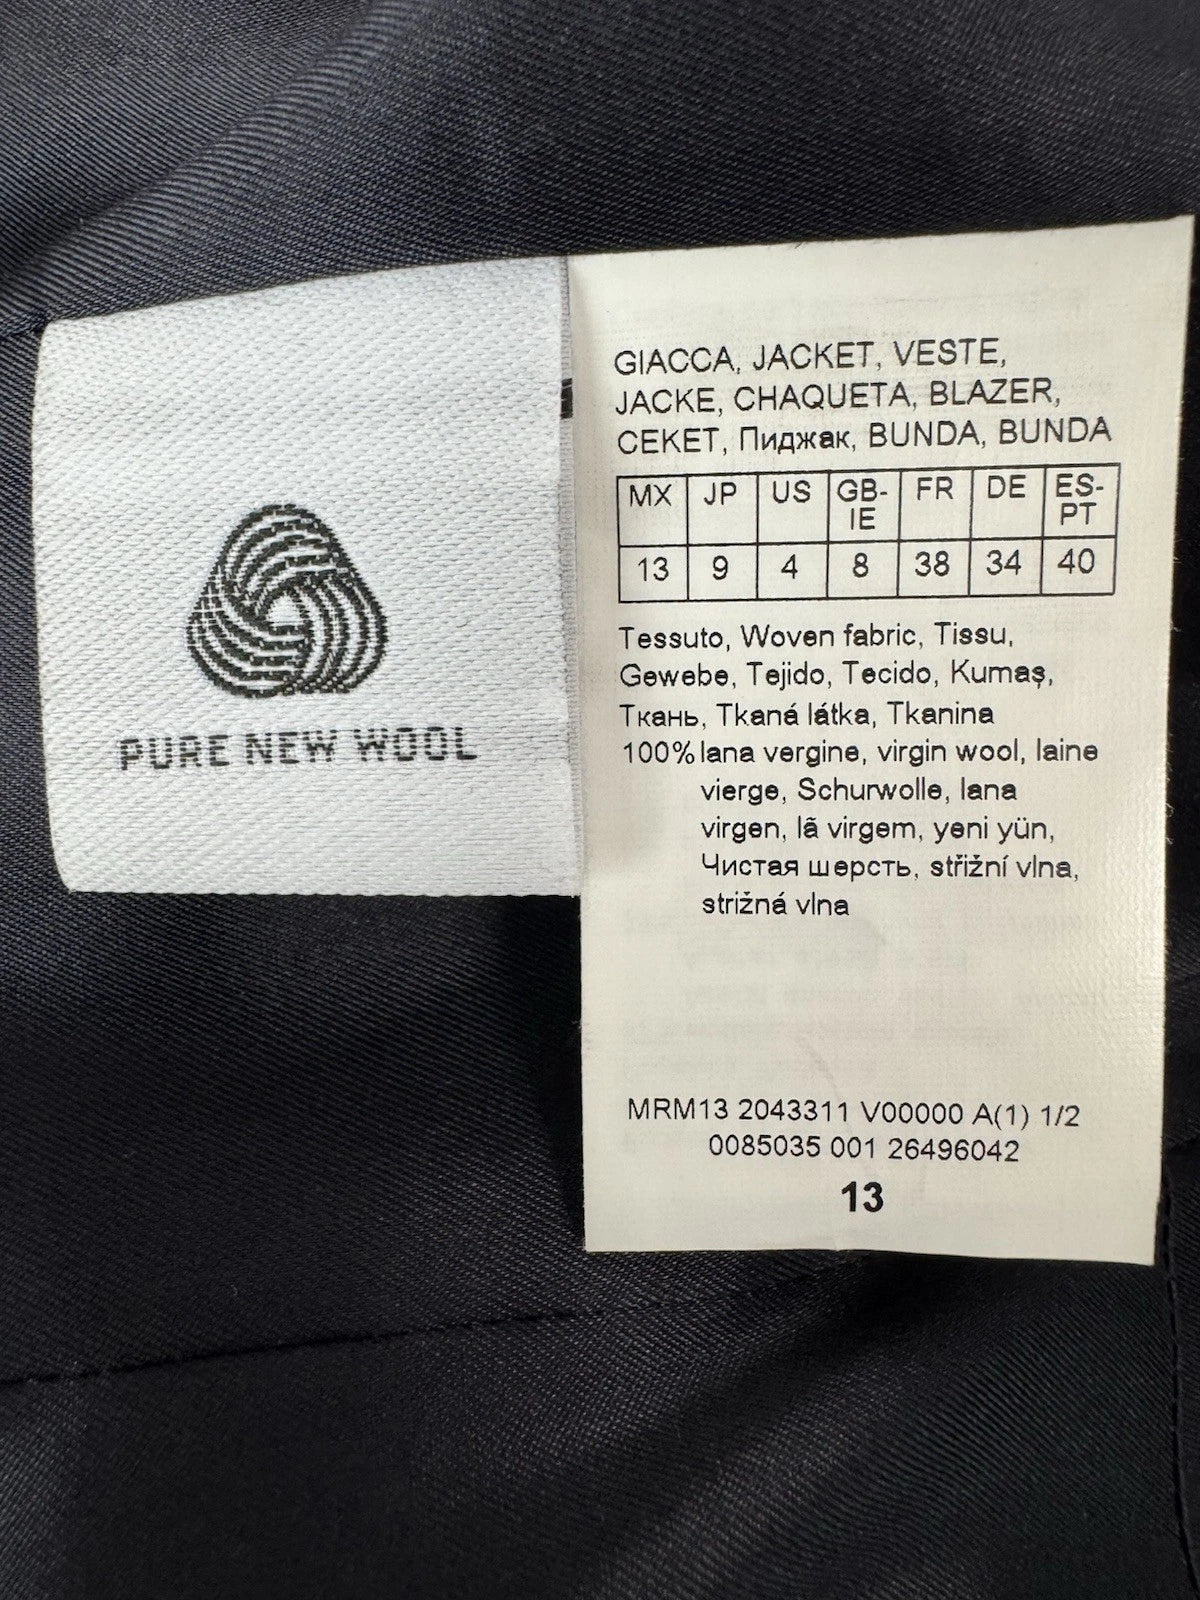 PURE NEW WOOL
GIACCA, JACKET, VESTE,
JACKE, CHAQUETA, BLAZER,
CEKET, Пиджак, BUNDA, BUNDA
MX JP US GB-IE FR DE ES-PT
13 9 4 8 38 34 40
Tessuto, Woven fabric, Tissu,
Gewebe, Tejido, Tecido, Kumaş,
Ткань, Tkaná látka, Tkanina
100% lana vergine, virgin wool, laine
vierge, Schurwolle, lana
virgen, lã virgem, yeni yün,
Чистая шерсть, střižní vlna,
strižná vlna
MRM13 2043311 V00000 A(1) 1/2
0085035 001 26496042
13